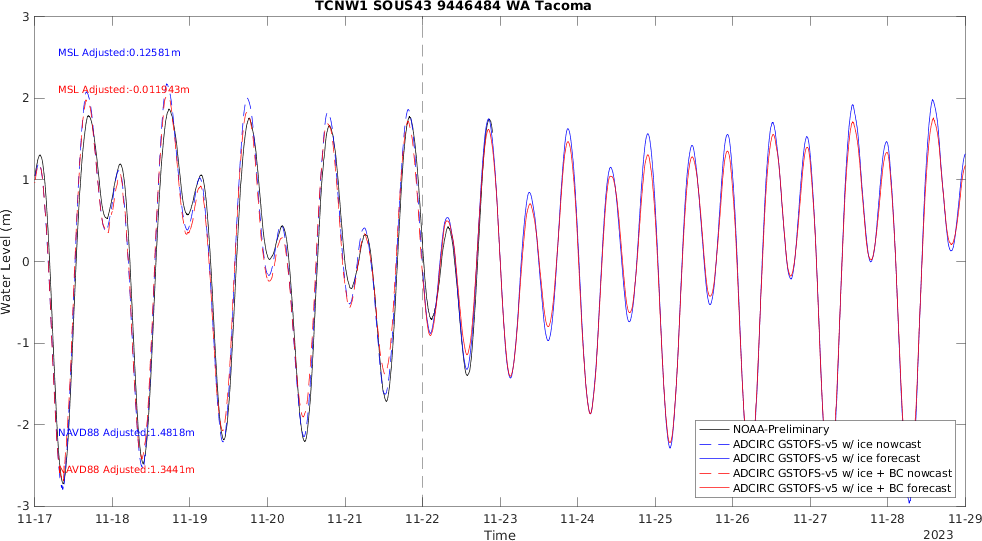 TCNW1 SOUS43 9446484 WA Tacoma
3
2
1
0
-1
-2
-3
Water Level (m)
MSL Adjusted:0.12581m
MSL Adjusted:-0.011943m
NAVD88 Adjusted:1.4818m
NAVD88 Adjusted:1.3441m
NOAA-Preliminary
ADCIRC GSTOFS-v5 w/ ice nowcast
ADCIRC GSTOFS-v5 w/ ice forecast
ADCIRC GSTOFS-v5 w/ ice + BC nowcast
ADCIRC GSTOFS-v5 w/ ice + BC forecast
11-17 11-18 11-19 11-20 11-21 11-22 11-23 11-24 11-25 11-26 11-27 11-28 11-29
Time
2023